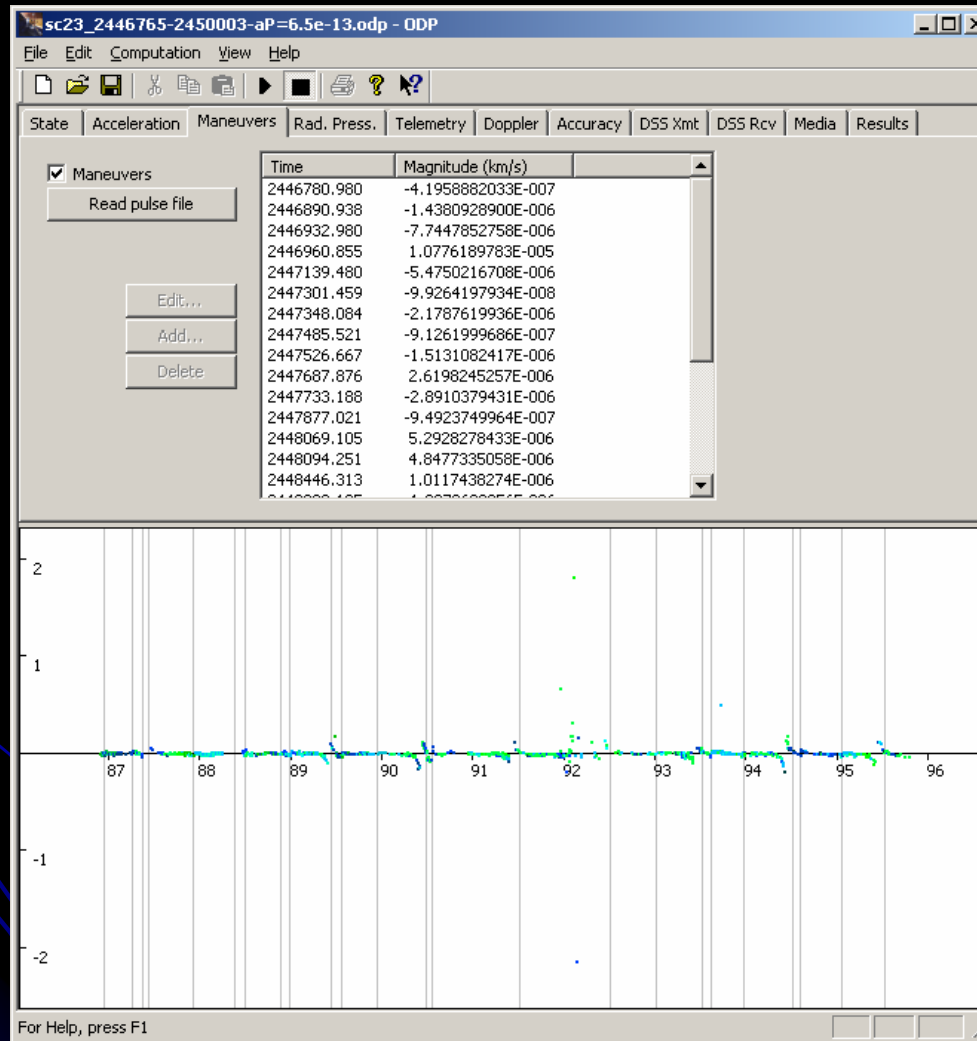 sc23_2446765-2450003-aP=6.5e-13.odp - ODP
File Edit Computation View Help
State Acceleration Maneuvers Rad. Press. Telemetry Doppler Accuracy DSS Xmt DSS Rcv Media Results
Maneuvers
Read pulse file
Edit...
Add...
Delete
Time Magnitude (km/s)
2446780.980 -4.1958882033E-007
2446890.938 -1.4380928900E-006
2446932.980 -7.7447852758E-006
2446960.855 1.0776189783E-005
2447139.480 -5.4750216708E-006
2447301.459 -9.9264197934E-008
2447348.084 -2.1787619936E-006
2447485.521 -9.1261999686E-007
2447526.667 -1.5131082417E-006
2447687.876 2.6198245257E-006
2447733.188 -2.8910379431E-006
2447877.021 -9.4923749964E-007
2448069.105 5.2928278433E-006
2448094.251 4.8477335058E-006
2448446.313 1.0117438274E-006
2
1
87 88 89 90 91 92 93 94 95 96
-1
-2
For Help, press F1